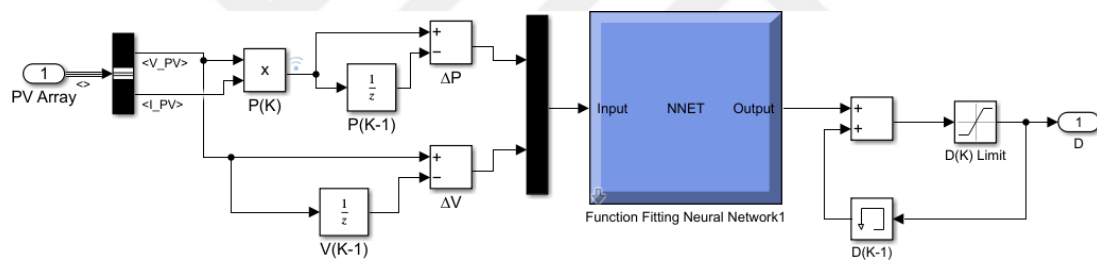 1
PV Array
<>
<V_PV>
<I_PV>
x
P(K)
1
z
P(K-1)
+
−
ΔP
1
z
V(K-1)
+
−
ΔV
Input
NNET
Output
Function Fitting Neural Network1
+
+
D(K) Limit
D(K-1)
1
D